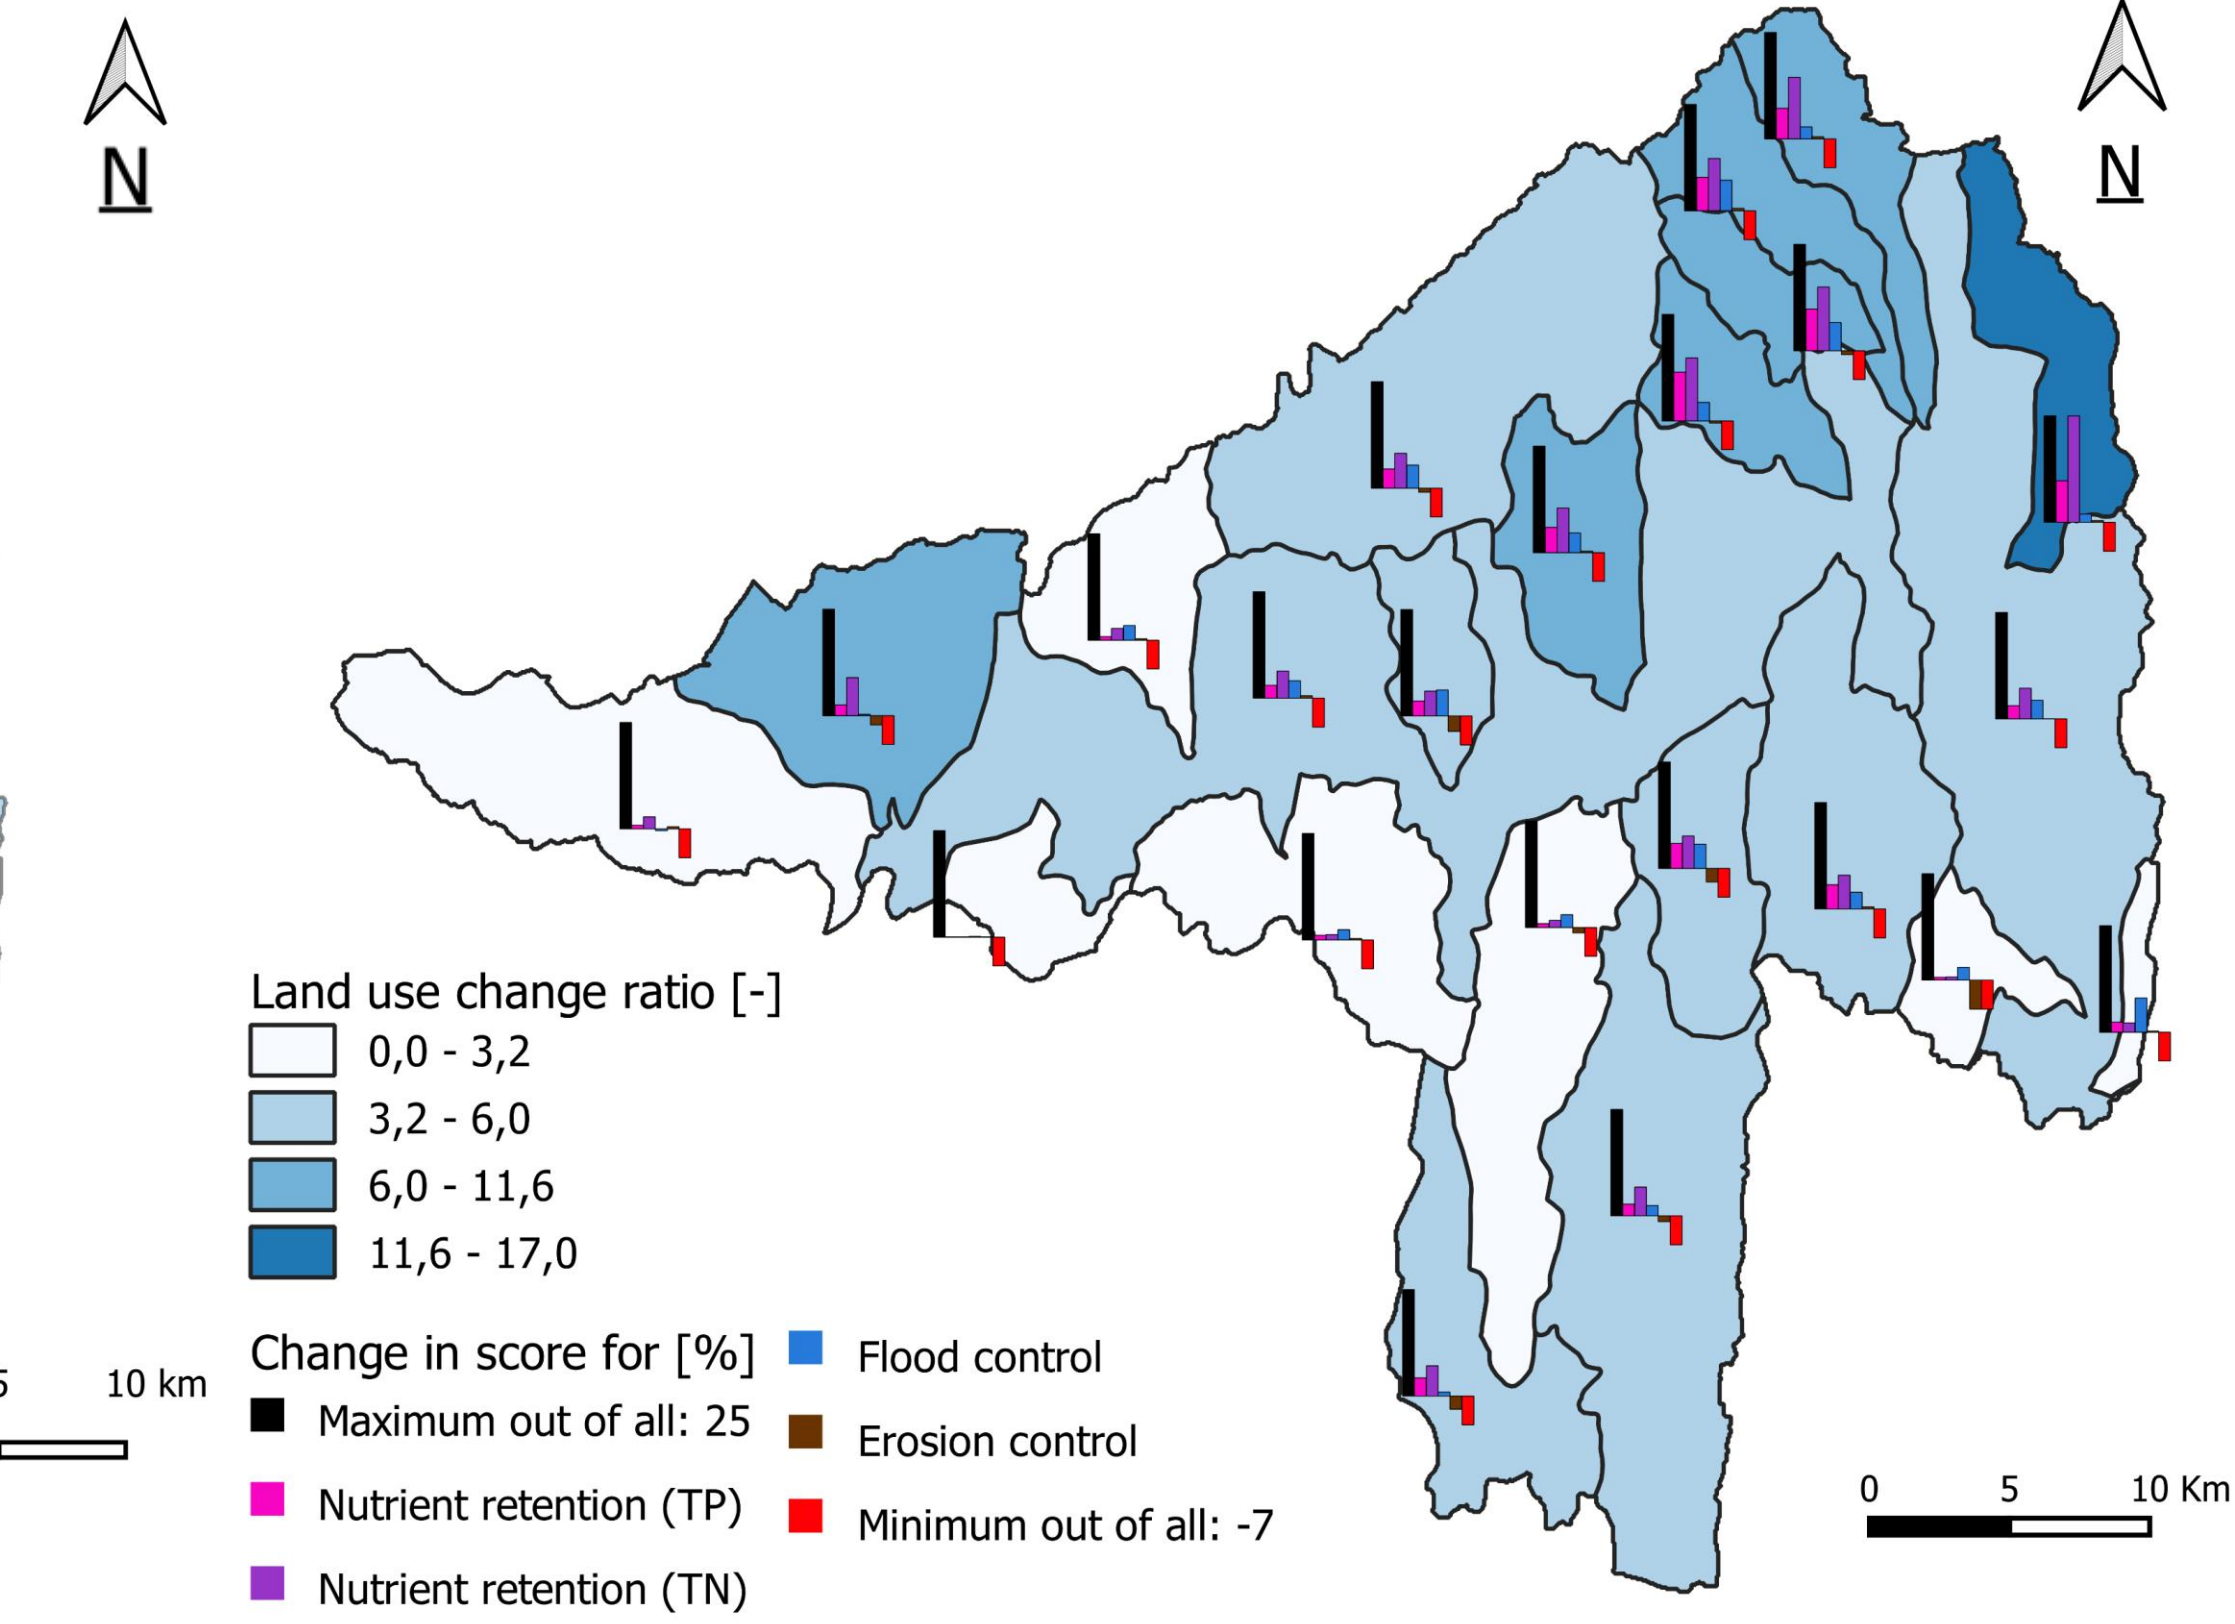 N
N
Land use change ratio [-]
0,0 - 3,2
3,2 - 6,0
6,0 - 11,6
11,6 - 17,0
Change in score for [%]
Maximum out of all: 25
Nutrient retention (TP)
Nutrient retention (TN)
Flood control
Erosion control
Minimum out of all: -7
10 km
0 5 10 Km